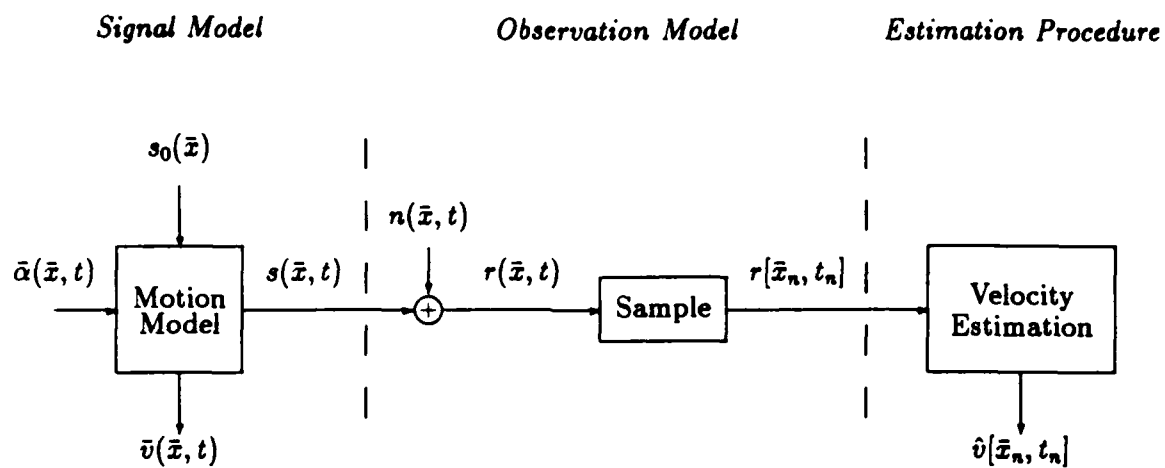 Signal Model
Observation Model
Estimation Procedure
s₀(x̄)
n(x̄, t)
ᾱ(x̄, t)
s(x̄, t)
r(x̄, t)
r[x̄ₙ, tₙ]
Motion
Model
+
Sample
Velocity
Estimation
v̄(x̄, t)
v̂[x̄ₙ, tₙ]